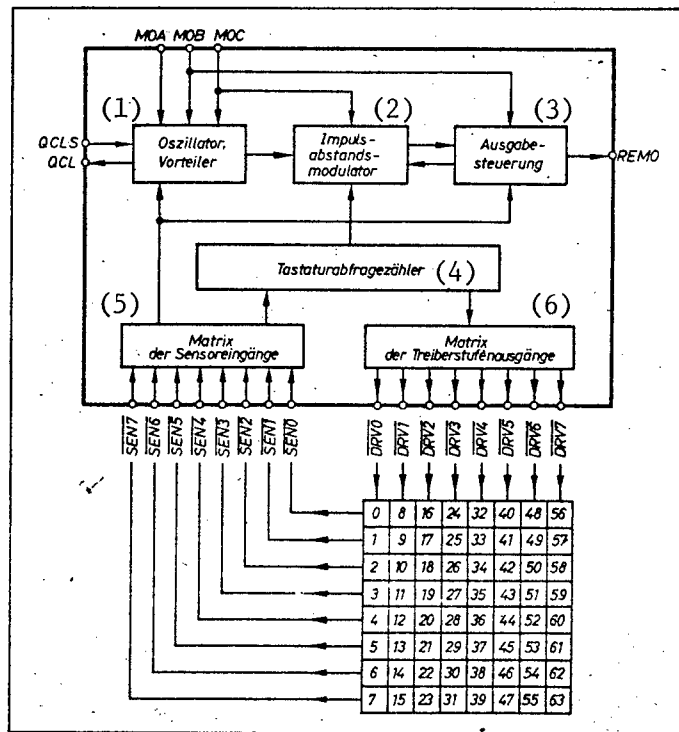 MOA MOB MOC
(1) (2) (3)
QCLS
QCL
Oszillator,
Vorteiler
Impuls-
abstands-
modulator
Ausgabe-
steuerung
REMO
Tastaturabfragezähler (4)
(5) (6)
Matrix
der Sensoreingänge
Matrix
der Treiberstufenausgänge
SEN7 SEN6 SEN5 SEN4 SEN3 SEN2 SEN1 SEN0
DRV0 DRV1 DRV2 DRV3 DRV4 DRV5 DRV6 DRV7
0 8 16 24 32 40 48 56
1 9 17 25 33 41 49 57
2 10 18 26 34 42 50 58
3 11 19 27 35 43 51 59
4 12 20 28 36 44 52 60
5 13 21 29 37 45 53 61
6 14 22 30 38 46 54 62
7 15 23 31 39 47 55 63